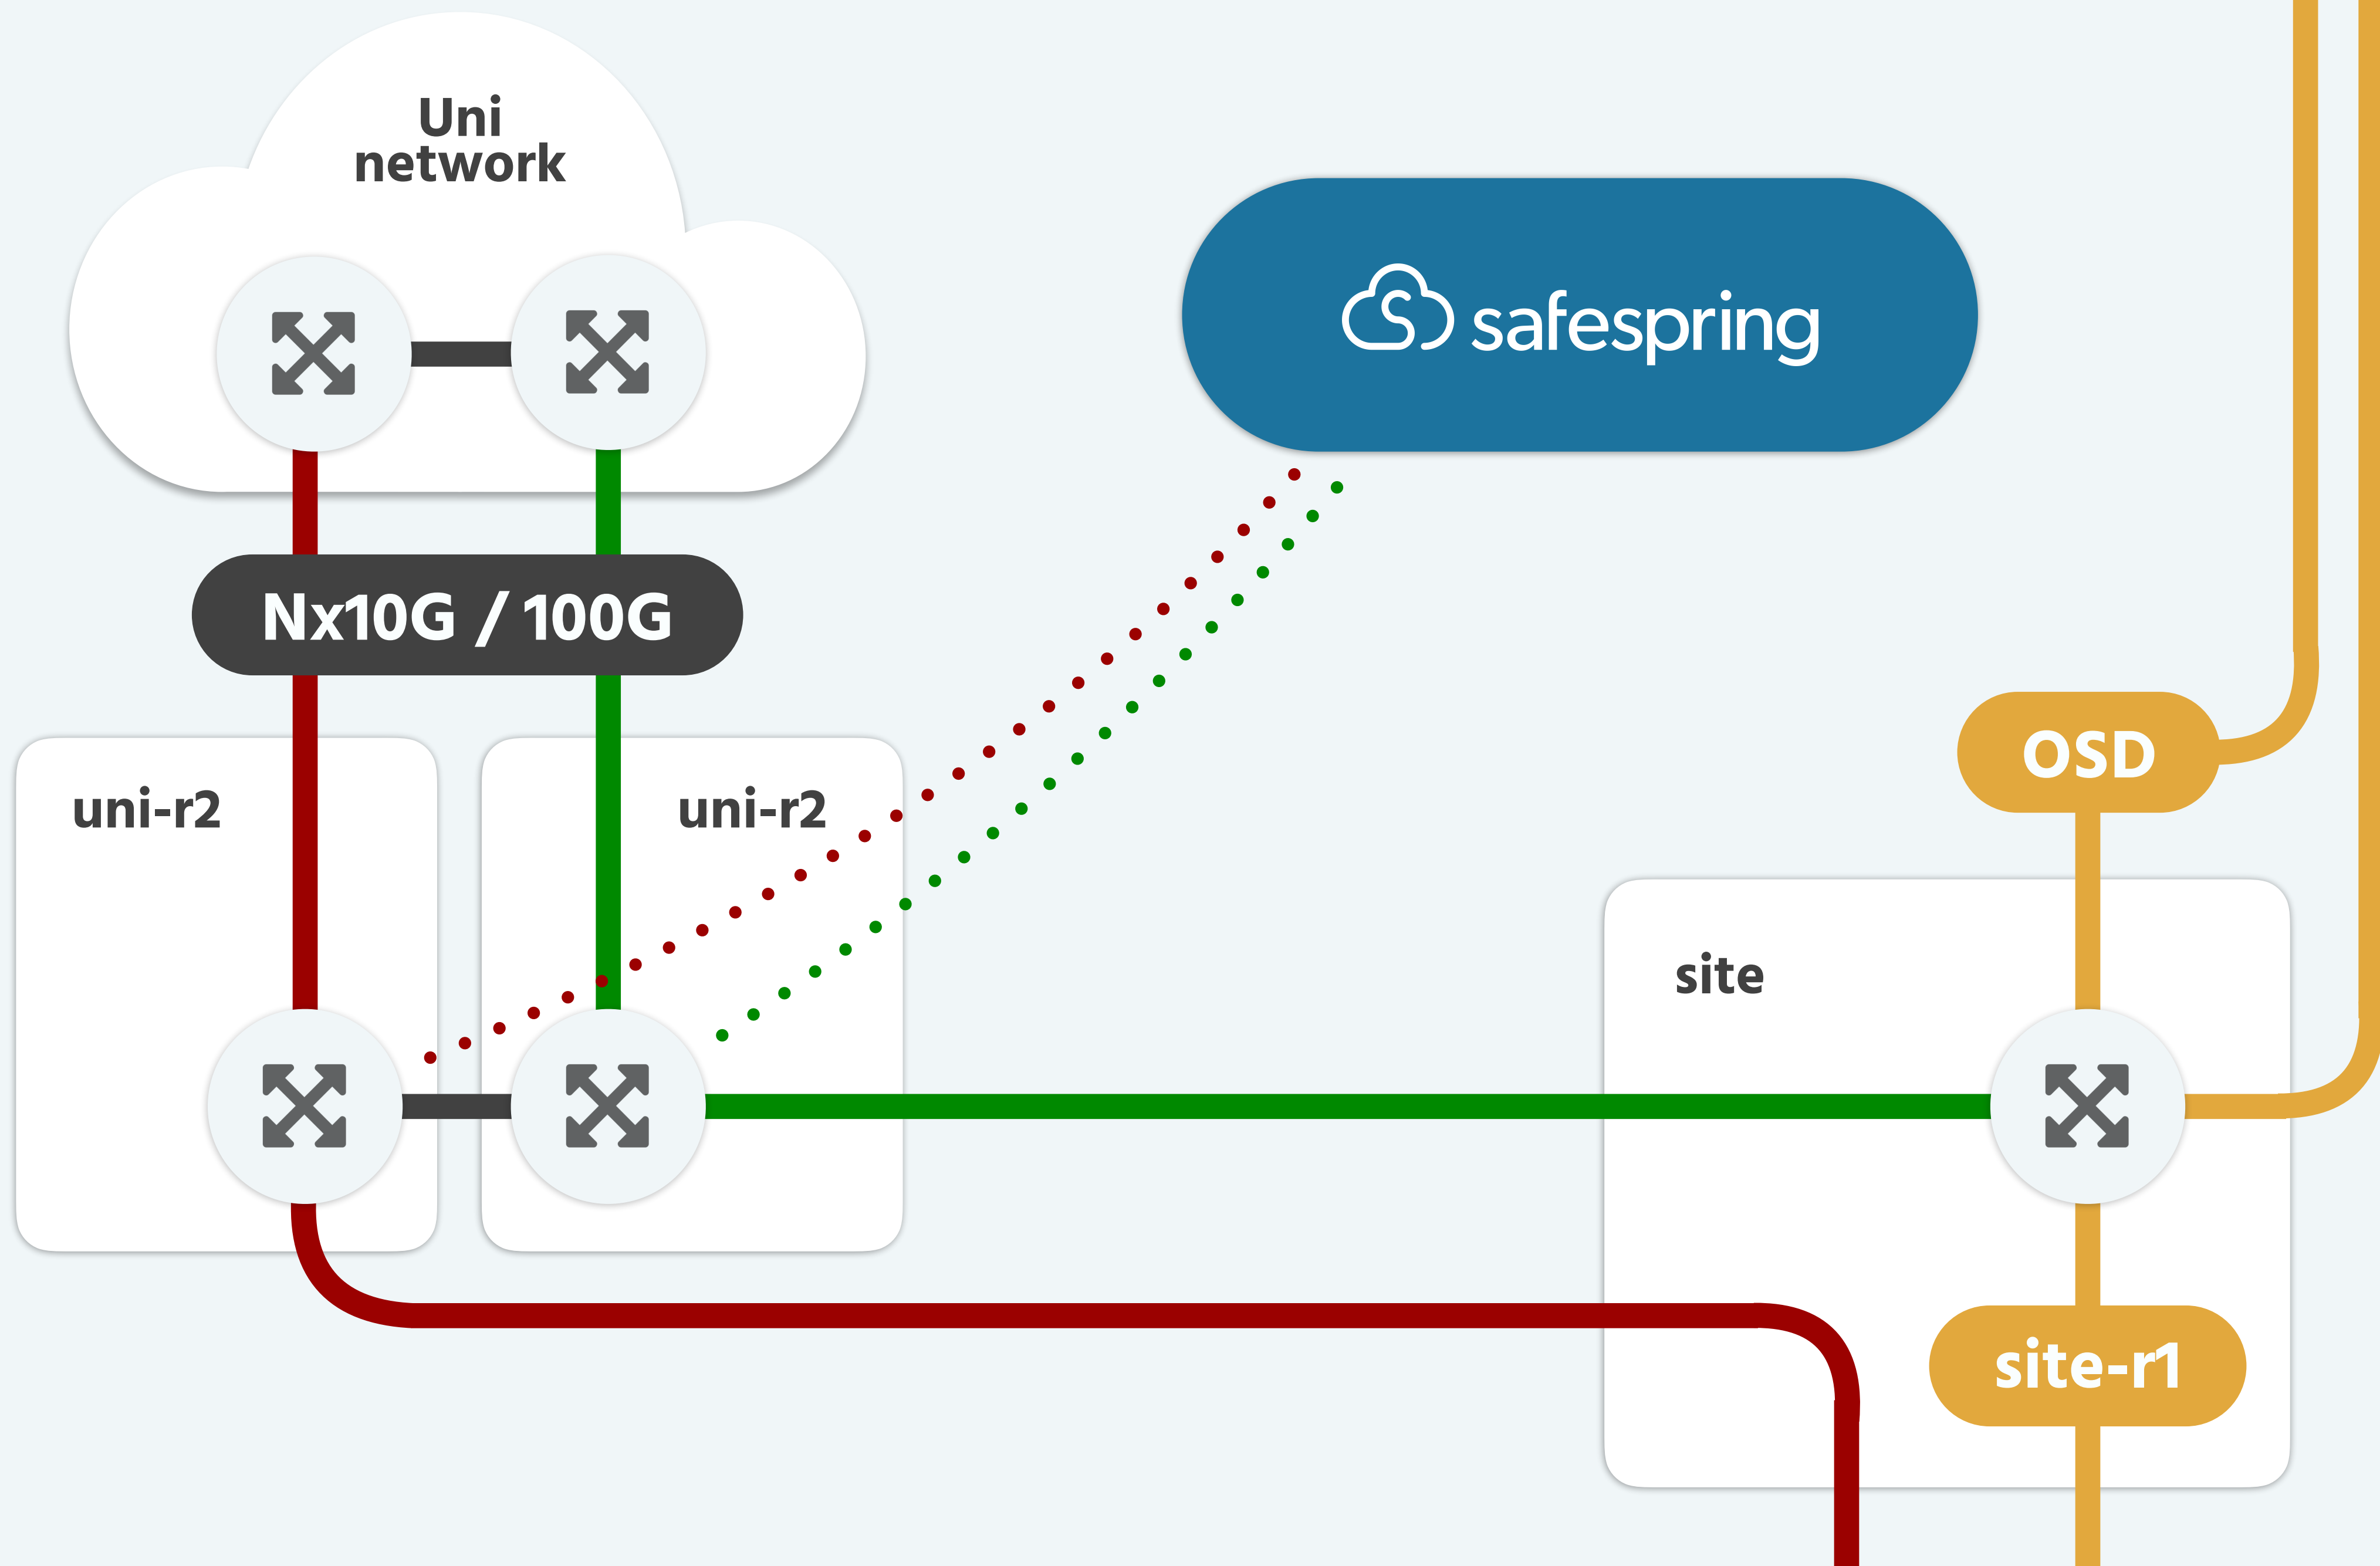 Uni
network
safespring
Nx10G / 100G
uni-r2
uni-r2
OSD
site
site-r1